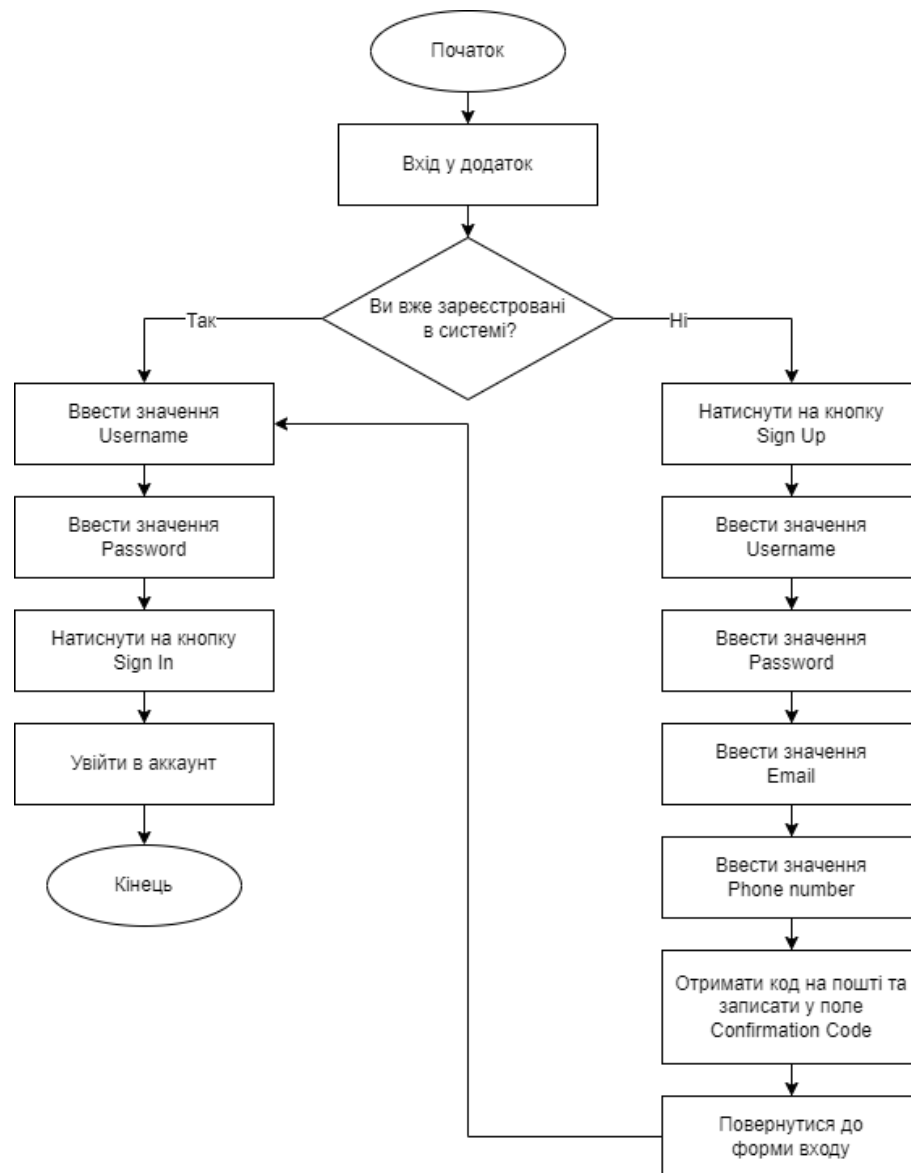 Початок
Вхід у додаток
Ви вже зареєстровані
в системі?
Так
Ні
Ввести значення
Username
Ввести значення
Password
Натиснути на кнопку
Sign In
Увійти в аккаунт
Кінець
Натиснути на кнопку
Sign Up
Ввести значення
Username
Ввести значення
Password
Ввести значення
Email
Ввести значення
Phone number
Отримати код на пошті та
записати у поле
Confirmation Code
Повернутися до
форми входу